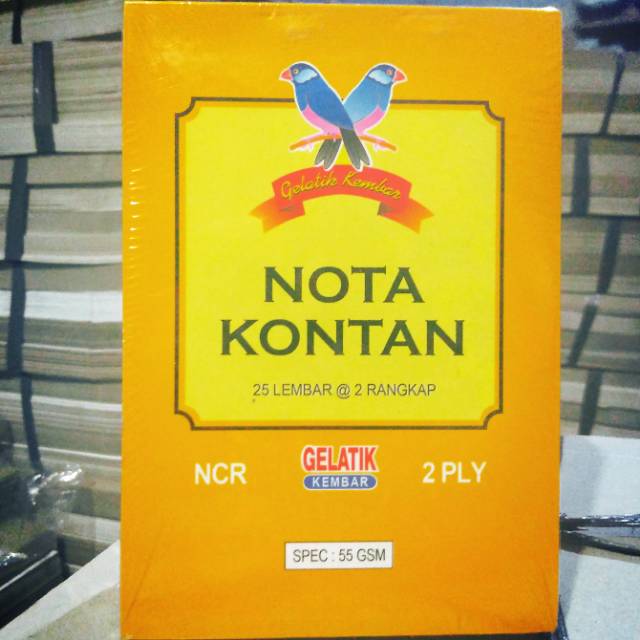 Gelatik Kembar
NOTA
KONTAN
25 LEMBAR @ 2 RANGKAP
NCR
GELATIK
KEMBAR
2 PLY
SPEC : 55 GSM